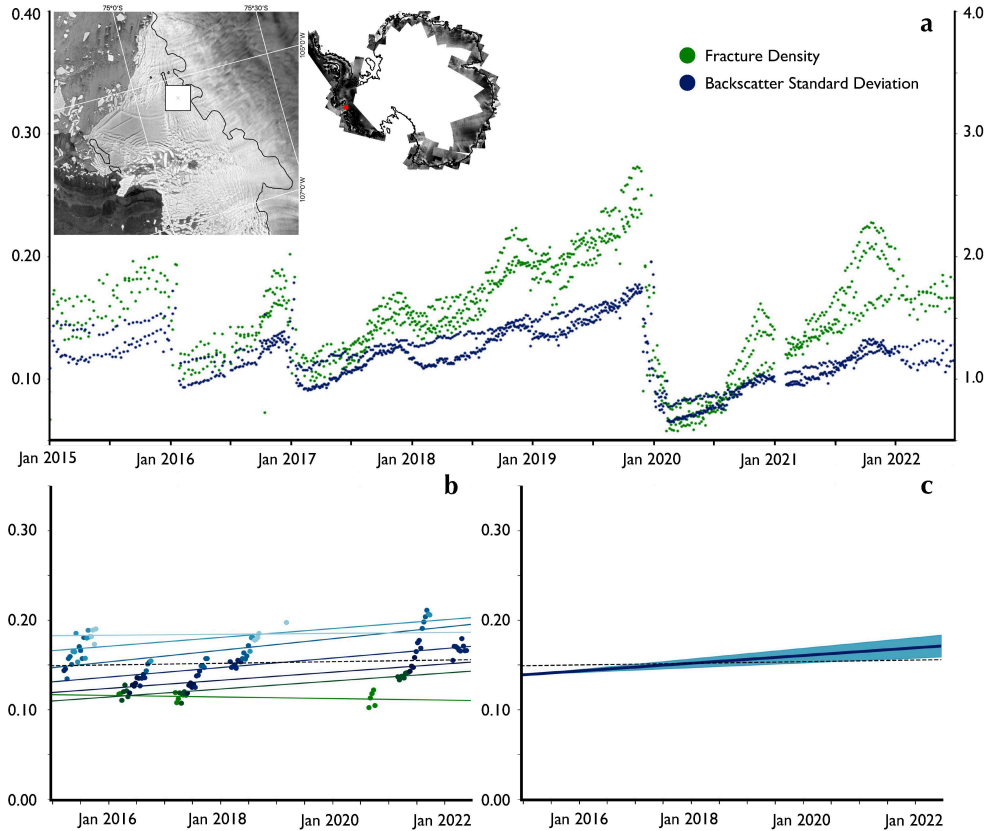 0.40
75°0'S
75°30'S
a
4.0
105°0'W
Fracture Density
Backscatter Standard Deviation
0.30
3.0
107°0'W
0.20
2.0
0.10
1.0
Jan 2015
Jan 2016
Jan 2017
Jan 2018
Jan 2019
Jan 2020
Jan 2021
Jan 2022
b
c
0.30
0.30
0.20
0.20
0.10
0.10
0.00
0.00
Jan 2016
Jan 2018
Jan 2020
Jan 2022
Jan 2016
Jan 2018
Jan 2020
Jan 2022